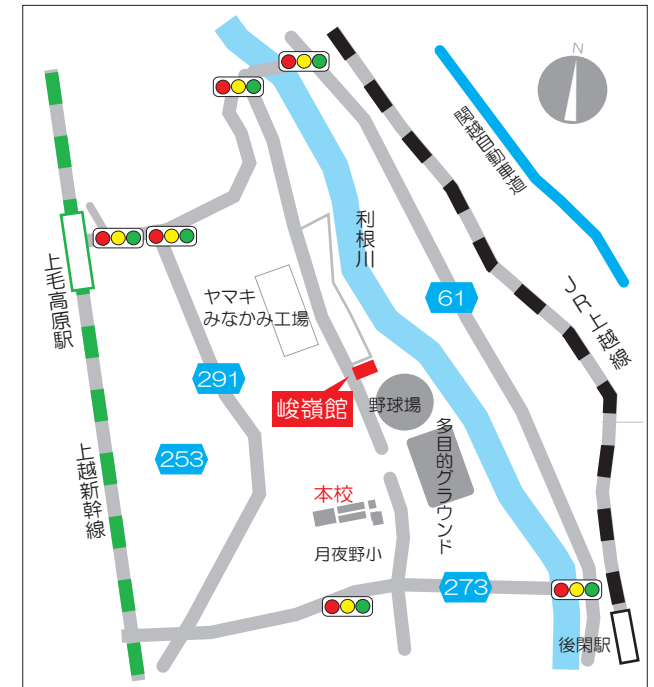 N
関越自動車道
利根川
上毛高原駅
ヤマキ
みなかみ工場
61
JR上越線
291
峻嶺館
野球場
253
多目的グラウンド
上越新幹線
本校
月夜野小
273
後閑駅